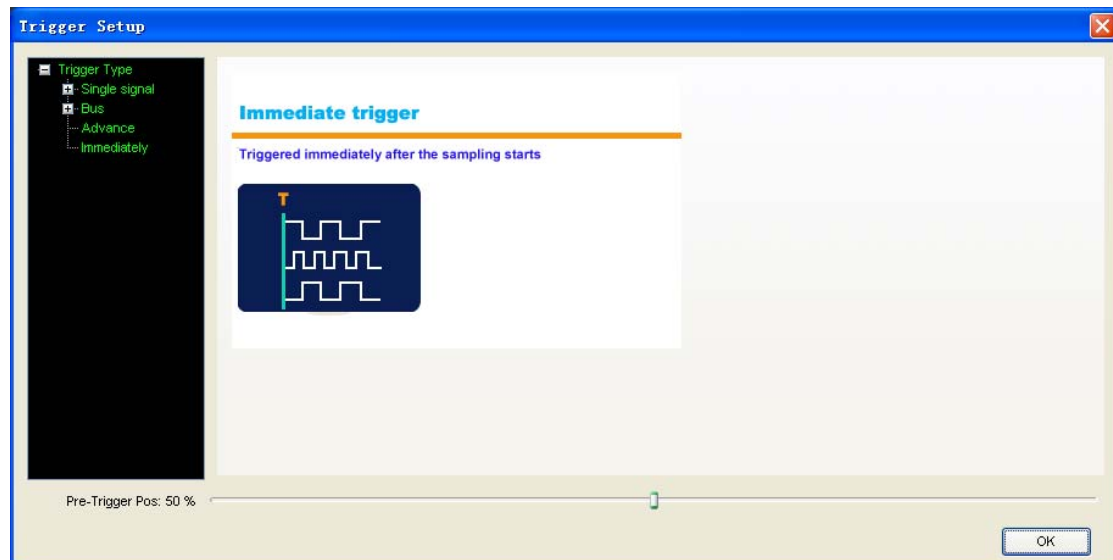 Trigger Setup
Trigger Type
Single signal
Bus
Advance
Immediately
Immediate trigger
Triggered immediately after the sampling starts
T
Pre-Trigger Pos: 50 %
OK